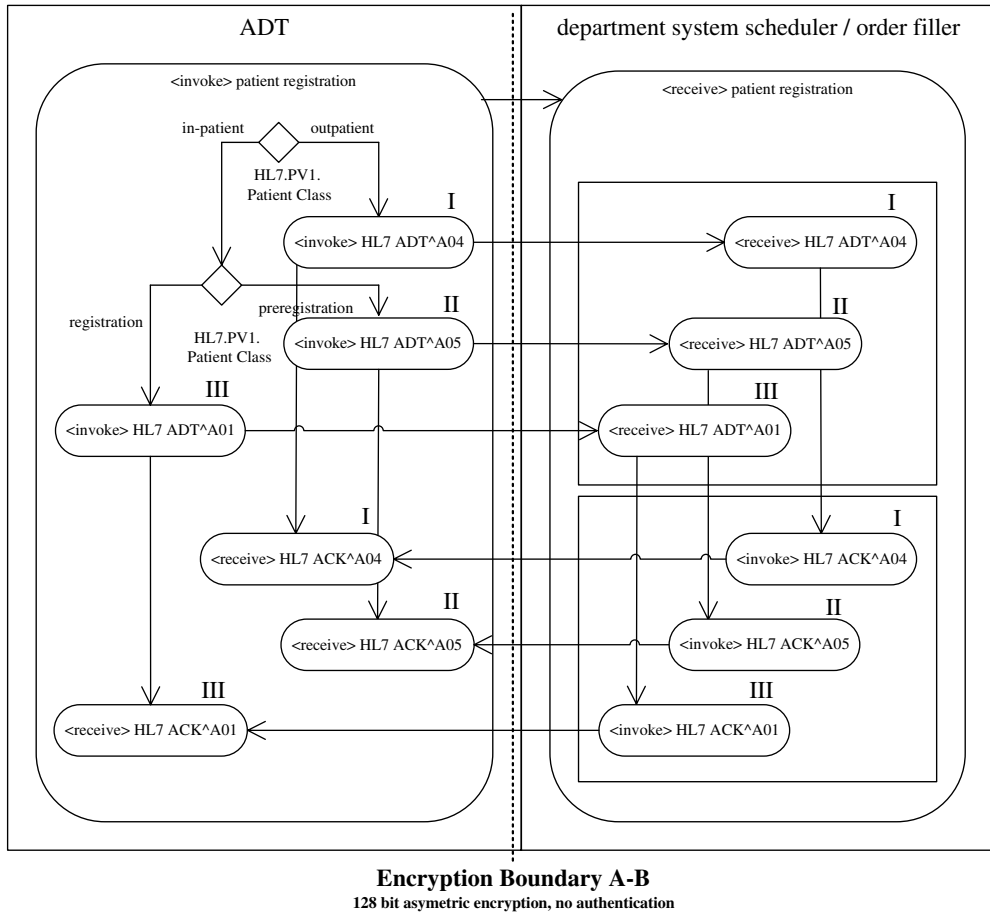 ADT
department system scheduler / order filler
<invoke> patient registration
<receive> patient registration
in-patient
outpatient
HL7.PV1.
Patient Class
I
<invoke> HL7 ADT^A04
I
<receive> HL7 ADT^A04
registration
preregistration
HL7.PV1.
Patient Class
II
<invoke> HL7 ADT^A05
II
<receive> HL7 ADT^A05
III
<invoke> HL7 ADT^A01
III
<receive> HL7 ADT^A01
I
<receive> HL7 ACK^A04
I
<invoke> HL7 ACK^A04
II
<receive> HL7 ACK^A05
II
<invoke> HL7 ACK^A05
III
<receive> HL7 ACK^A01
III
<invoke> HL7 ACK^A01
Encryption Boundary A-B
128 bit asymetric encryption, no authentication